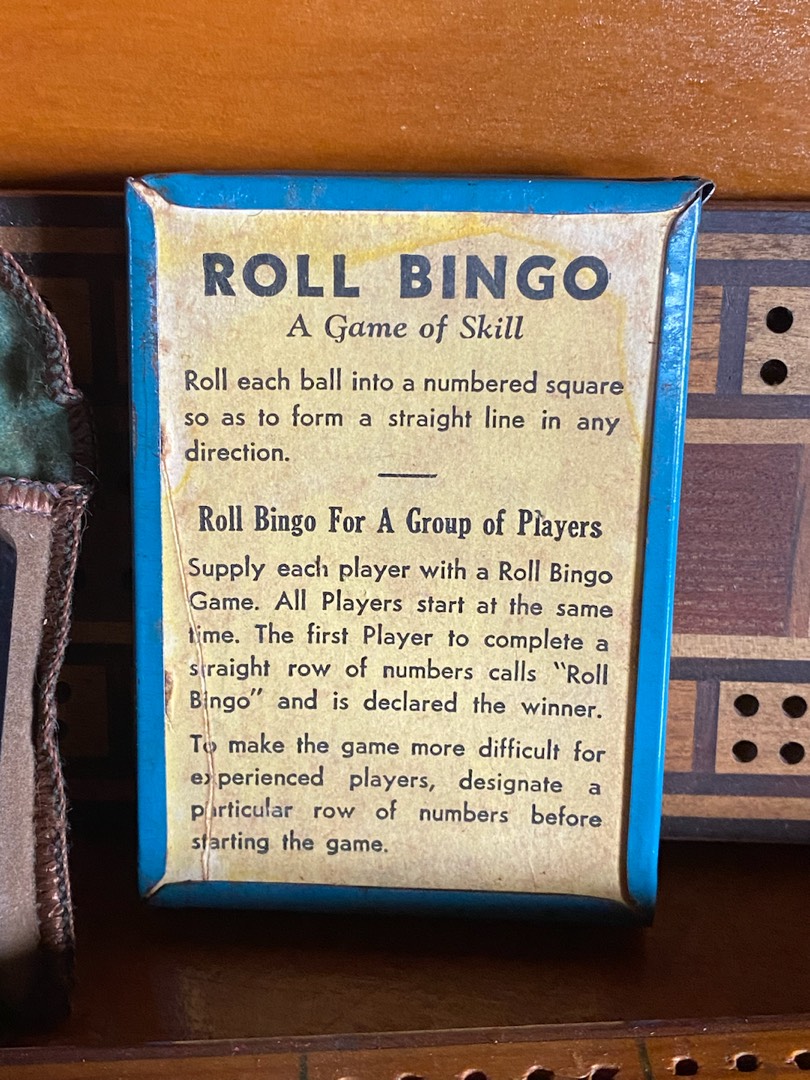 ROLL BINGO
A Game of Skill
Roll each ball into a numbered square
so as to form a straight line in any
direction.
Roll Bingo For A Group of Players
Supply each player with a Roll Bingo
Game. All Players start at the same
time. The first Player to complete a
straight row of numbers calls "Roll
Bingo" and is declared the winner.
To make the game more difficult for
experienced players, designate a
particular row of numbers before
starting the game.